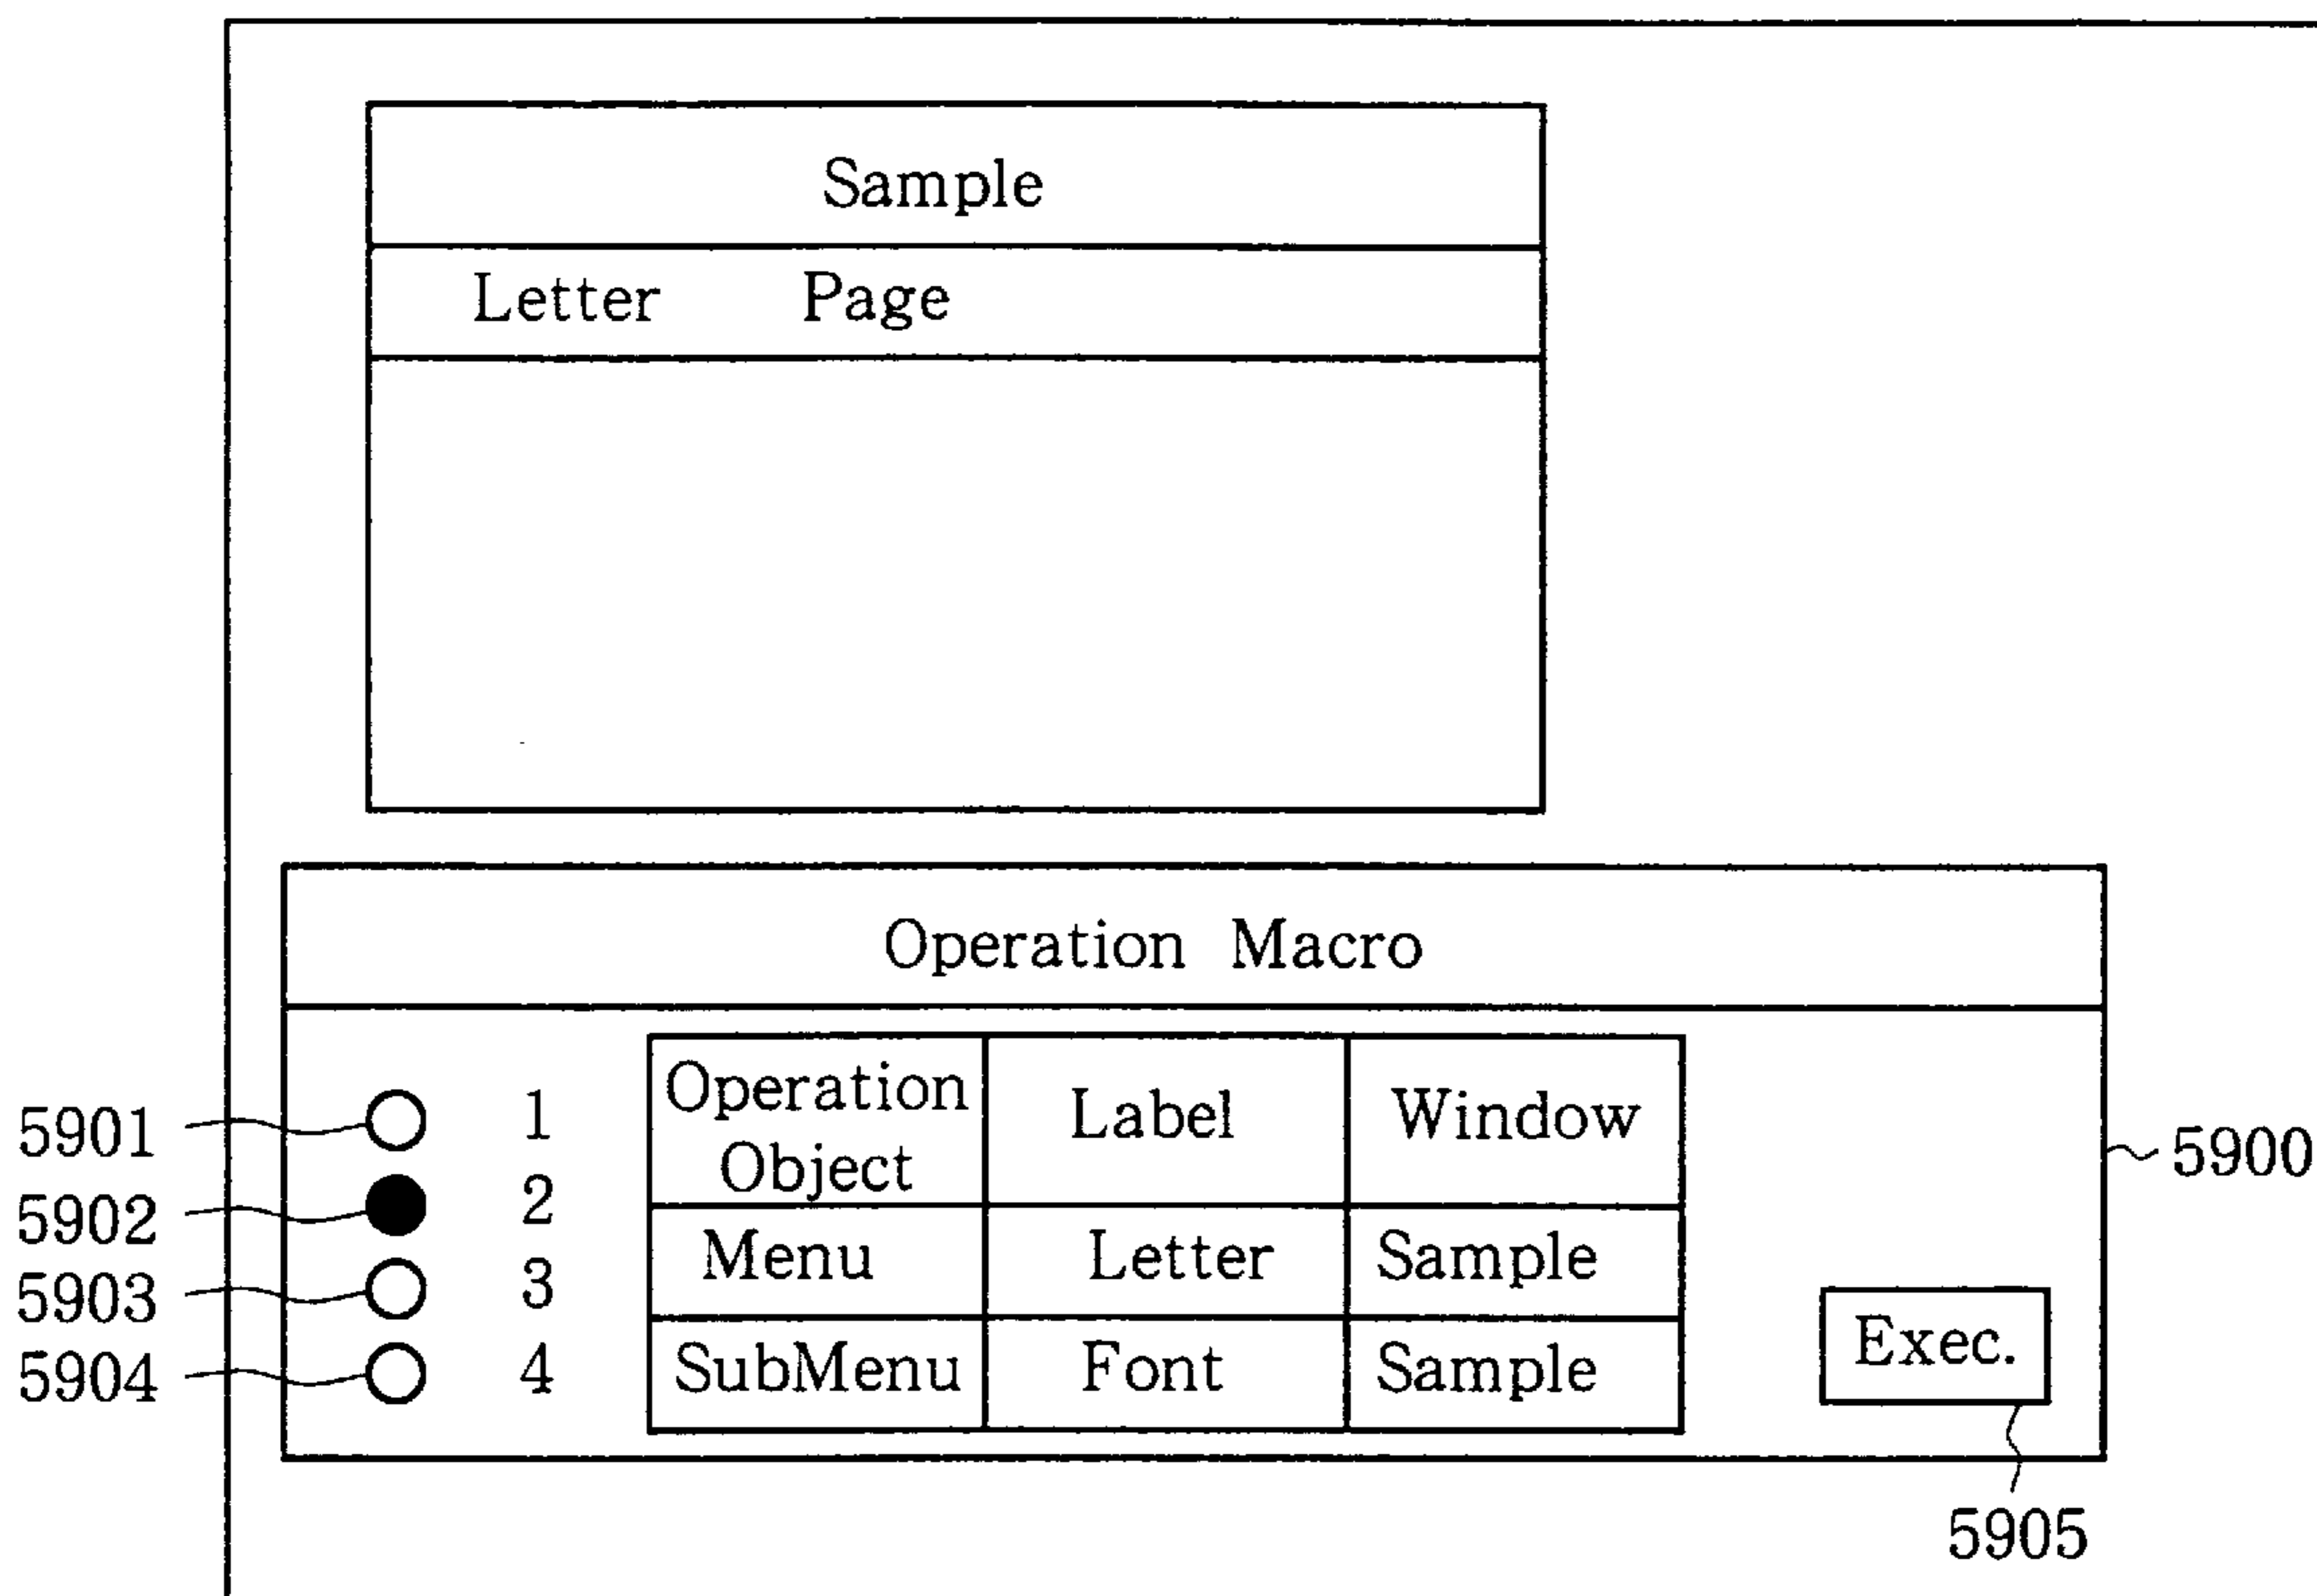 Sample
Letter Page
Operation Macro
Operation Object Label Window
Menu Letter Sample
SubMenu Font Sample
1
2
3
4
Exec.
5901
5902
5903
5904
5900
5905